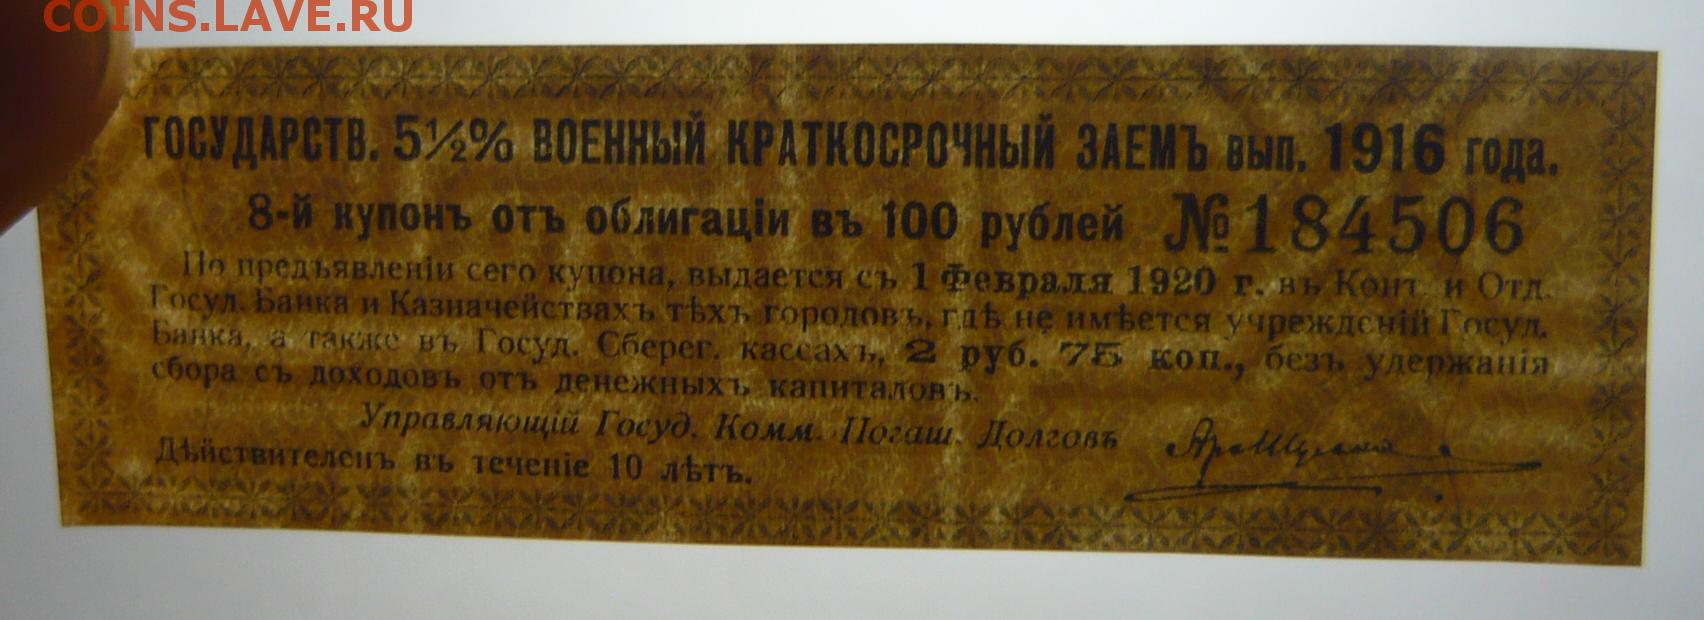 COINS.LAVE.RU
ГОСУДАРСТВ. 5½% ВОЕННЫЙ КРАТКОСРОЧНЫЙ ЗАЕМЪ вып. 1916 года.
8-й купонъ отъ облигаціи въ 100 рублей №184506
По предъявленіи сего купона, выдается съ 1 Февраля 1920 г. въ Конт. и Отд.
Госуд. Банка и Казначействахъ тѣхъ городовъ, гдѣ не имѣется учрежденій Госуд.
Банка, а также въ Госуд. Сберег. кассахъ, 2 руб. 75 коп., безъ удержанія
сбора съ доходовъ отъ денежныхъ капиталовъ.
Управляющій Госуд. Комм. Погаш. Долговъ
Дѣйствителенъ въ теченіе 10 лѣтъ.